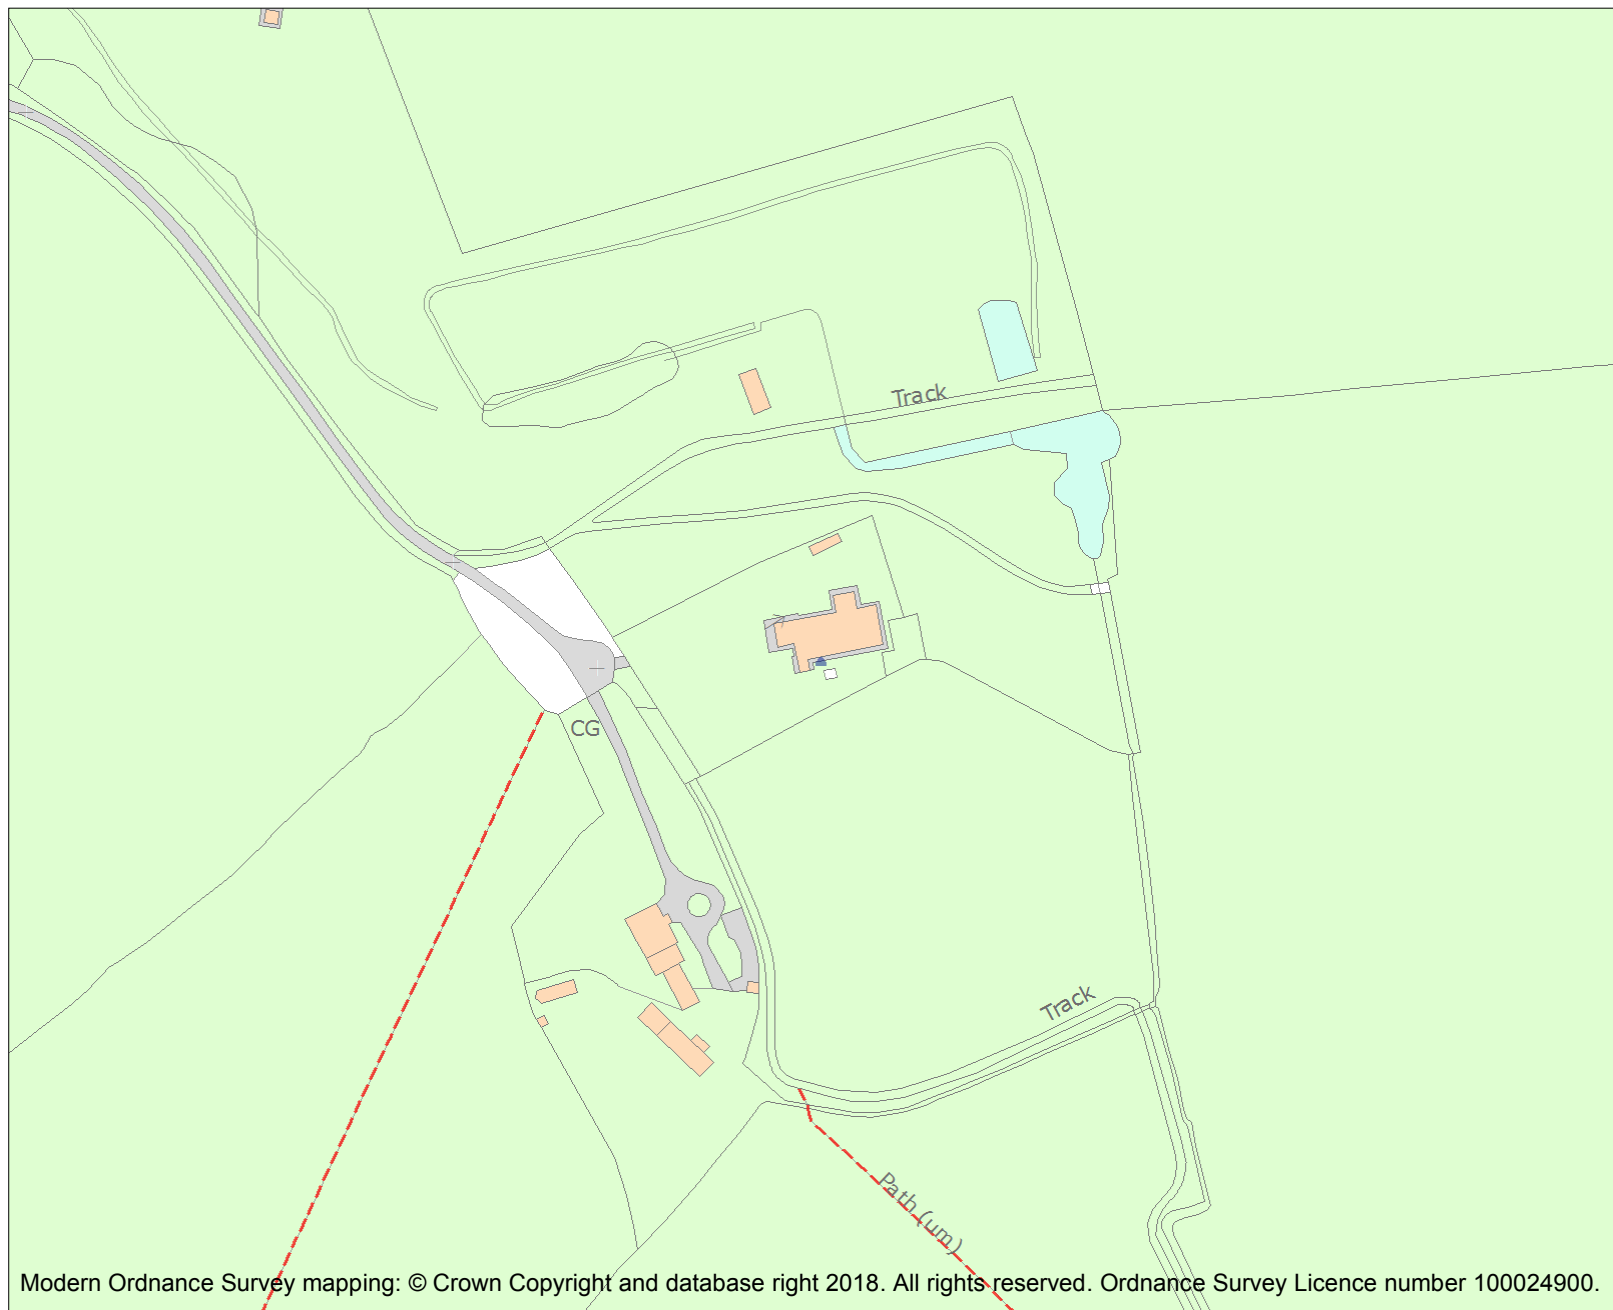 Track
CG
Track
Path (um)
Modern Ordnance Survey mapping: © Crown Copyright and database right 2018. All rights reserved. Ordnance Survey Licence number 100024900.